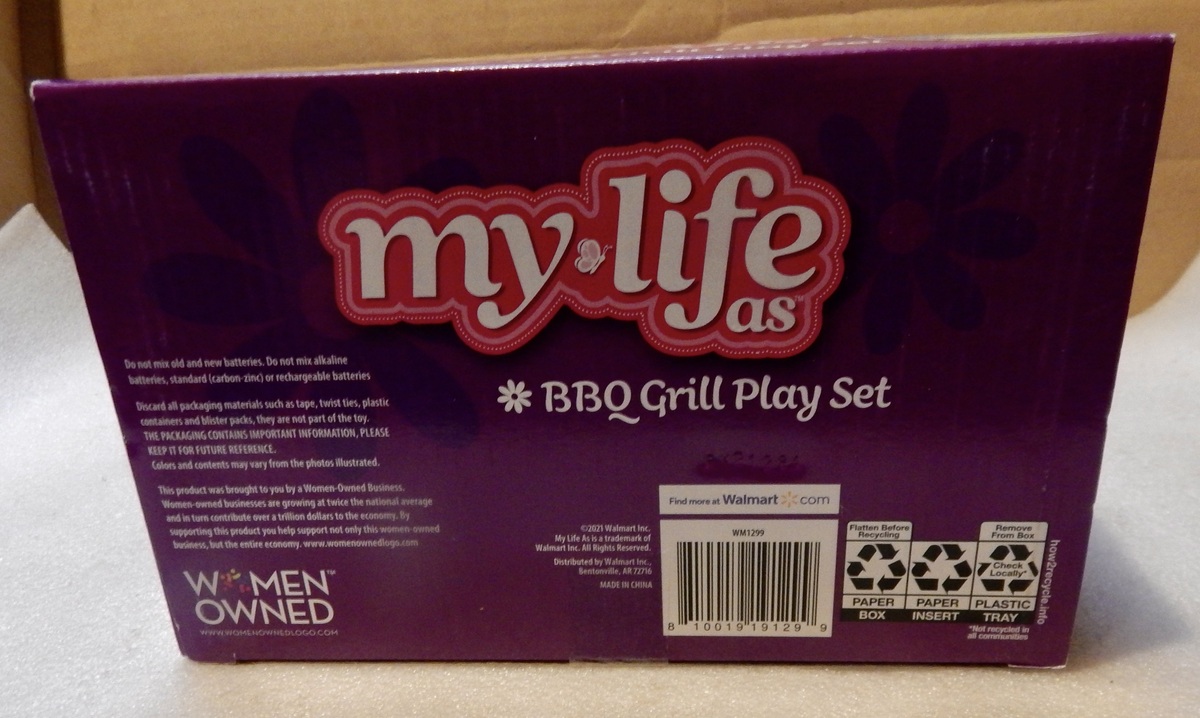 my life
as™
BBQ Grill Play Set
Do not mix old and new batteries. Do not mix alkaline
batteries, standard (carbon-zinc) or rechargeable batteries
Discard all packaging materials such as tape, twist ties, plastic
containers and blister packs, they are not part of the toy.
THE PACKAGING CONTAINS IMPORTANT INFORMATION, PLEASE
KEEP IT FOR FUTURE REFERENCE.
Colors and contents may vary from the photos illustrated.
This product was brought to you by a Women-Owned Business.
Women-owned businesses are growing at twice the national average
and in turn contribute over a trillion dollars to the economy. By
supporting this product you help support not only this women-owned
business, but the entire economy. www.womenownedlogo.com
WOMEN™
OWNED
WWW.WOMENOWNEDLOGO.COM
©2021 Walmart Inc.
My Life As is a trademark of
Walmart Inc. All Rights Reserved.
Distributed by Walmart Inc.,
Bentonville, AR 72716
MADE IN CHINA
Find more at Walmart.com
WM1299
8 10019 19129 9
Flatten Before
Recycling
PAPER
BOX
PAPER
INSERT
Remove
From Box
Check
Locally*
PLASTIC
TRAY
*Not recycled in
all communities
how2recycle.info